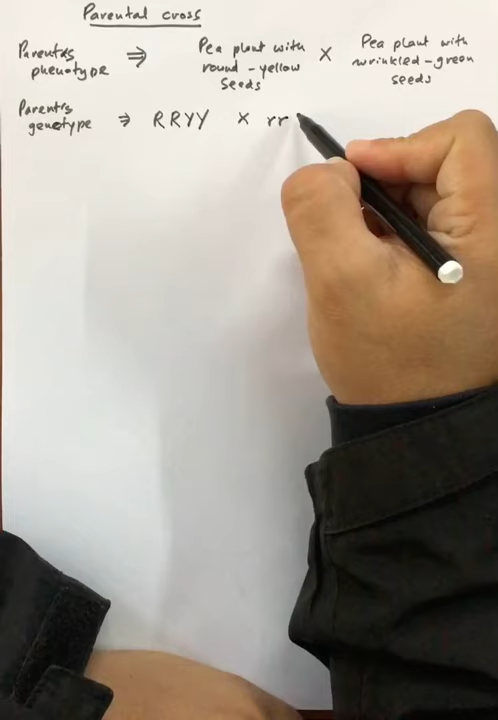 Parental cross
Parent's phenotype ⇒ Pea plant with round-yellow seeds × Pea plant with wrinkled-green seeds
Parent's genotype ⇒ RRYY × rr